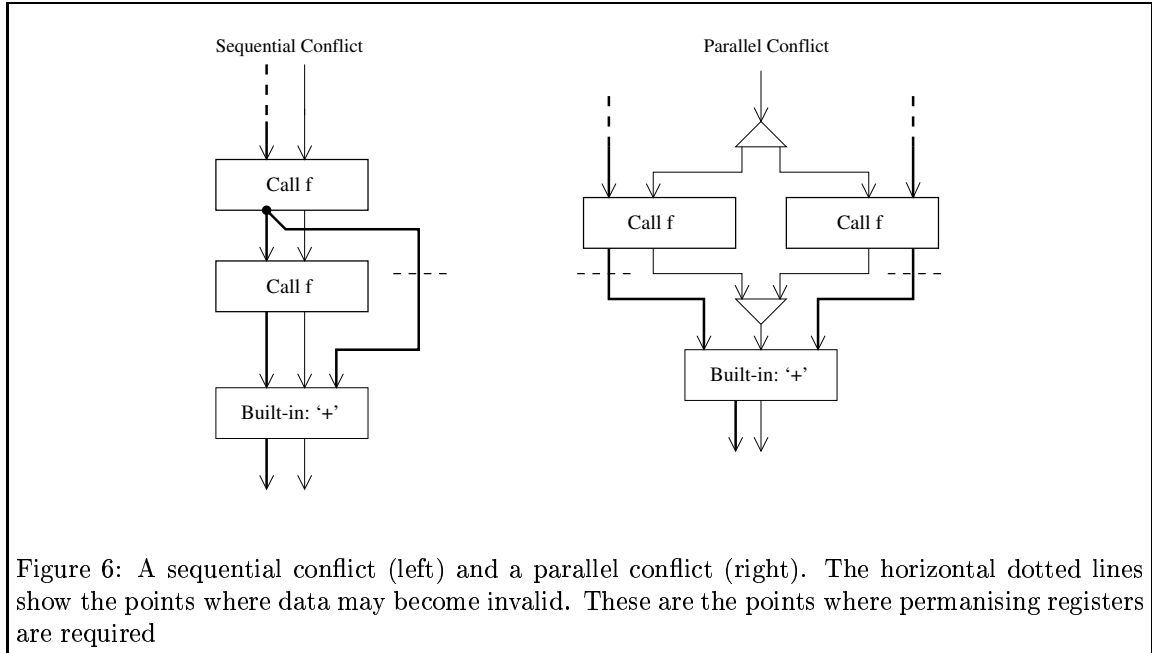 Sequential Conflict
Call f
Call f
Built-in: ‘+’
Parallel Conflict
Call f
Call f
Built-in: ‘+’
Figure 6: A sequential conflict (left) and a parallel conflict (right). The horizontal dotted lines
show the points where data may become invalid. These are the points where permanising registers
are required